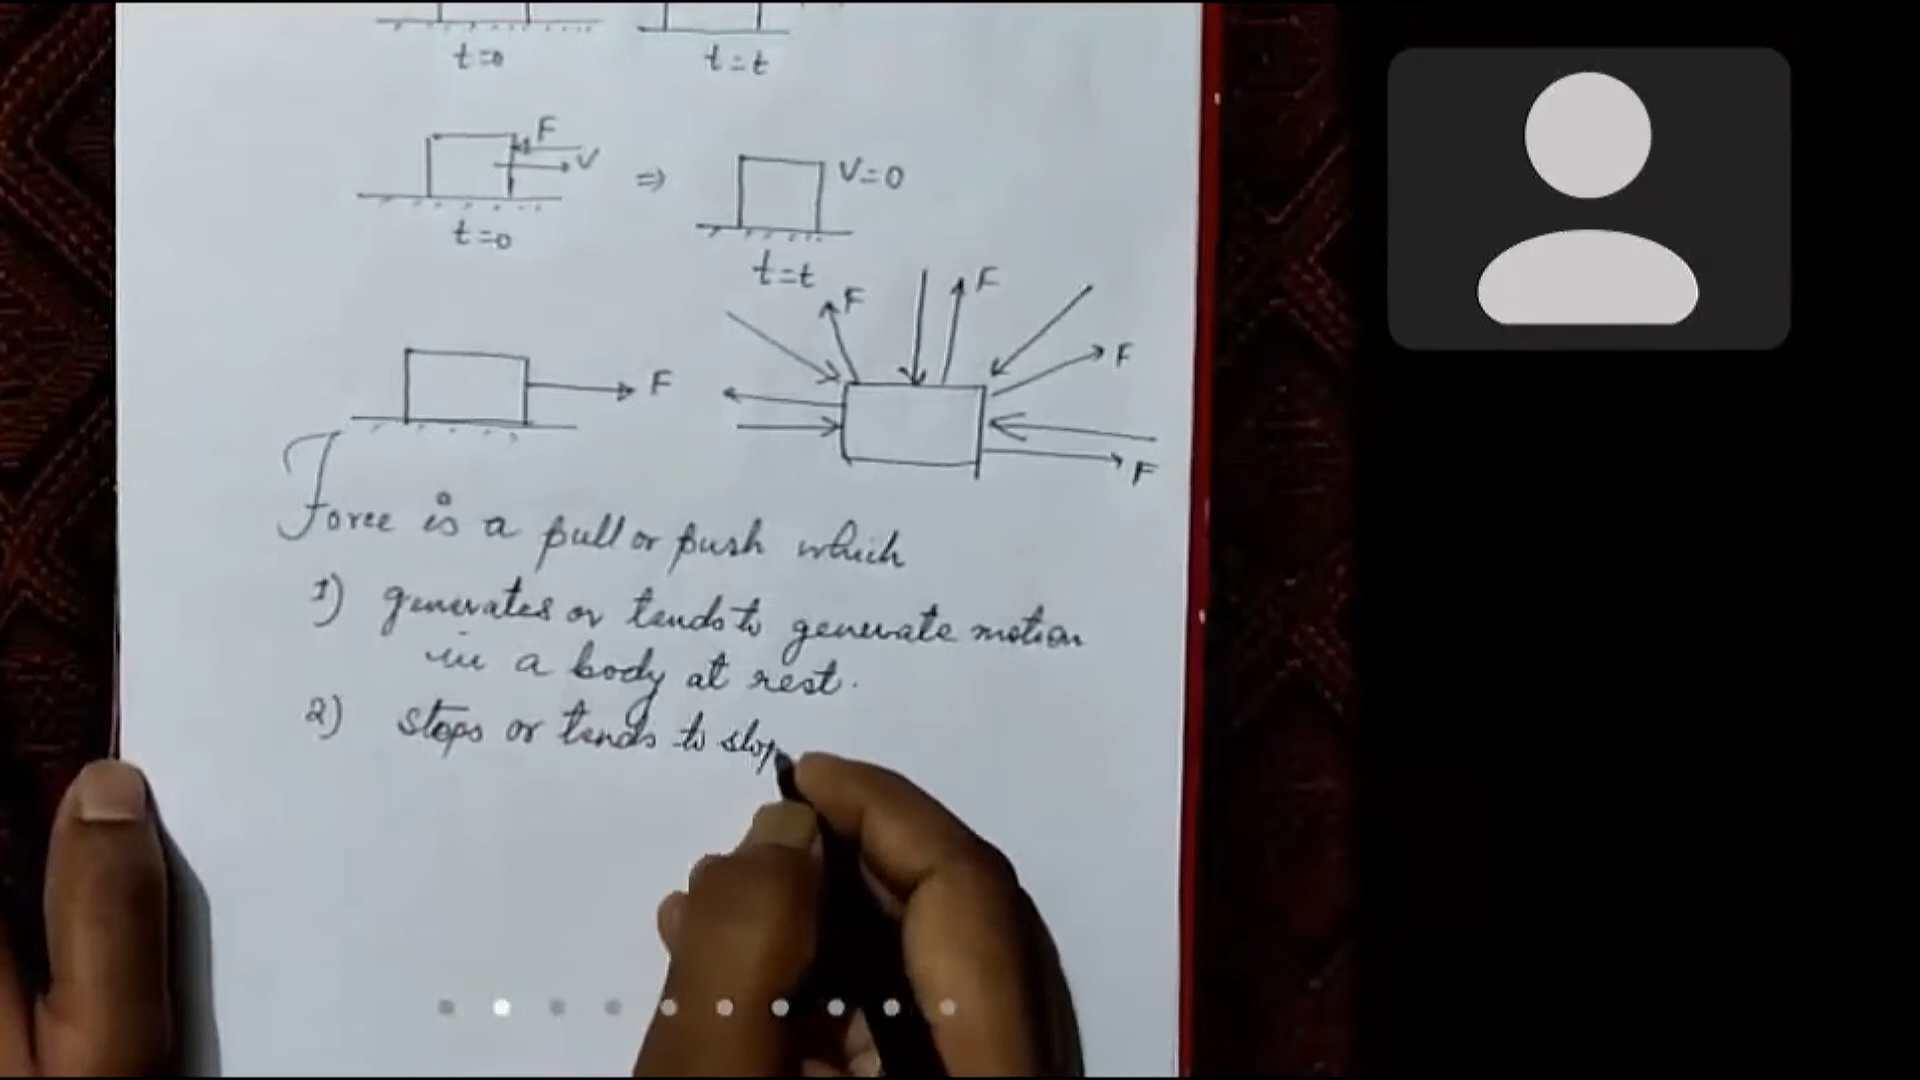 t=0 t=t
F
V ⇒ V=0
t=0
t=t
F F
F F
F
Force is a pull or push which
1) generates or tends to generate motion
in a body at rest.
2) stops or tends to stop